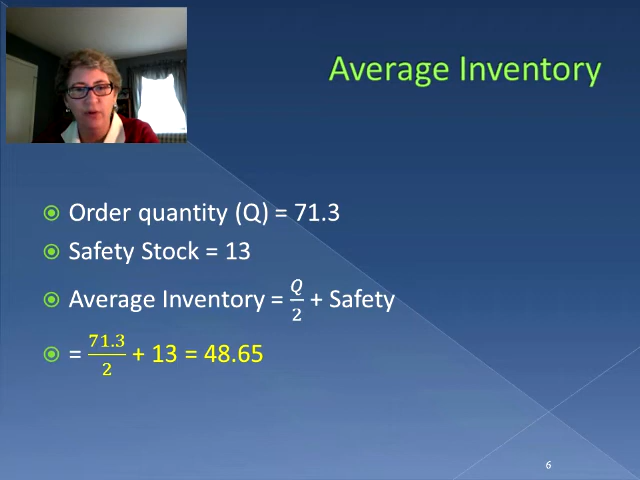 Average Inventory
Order quantity (Q) = 71.3
Safety Stock = 13
Average Inventory = Q/2 + Safety
= 71.3/2 + 13 = 48.65
6